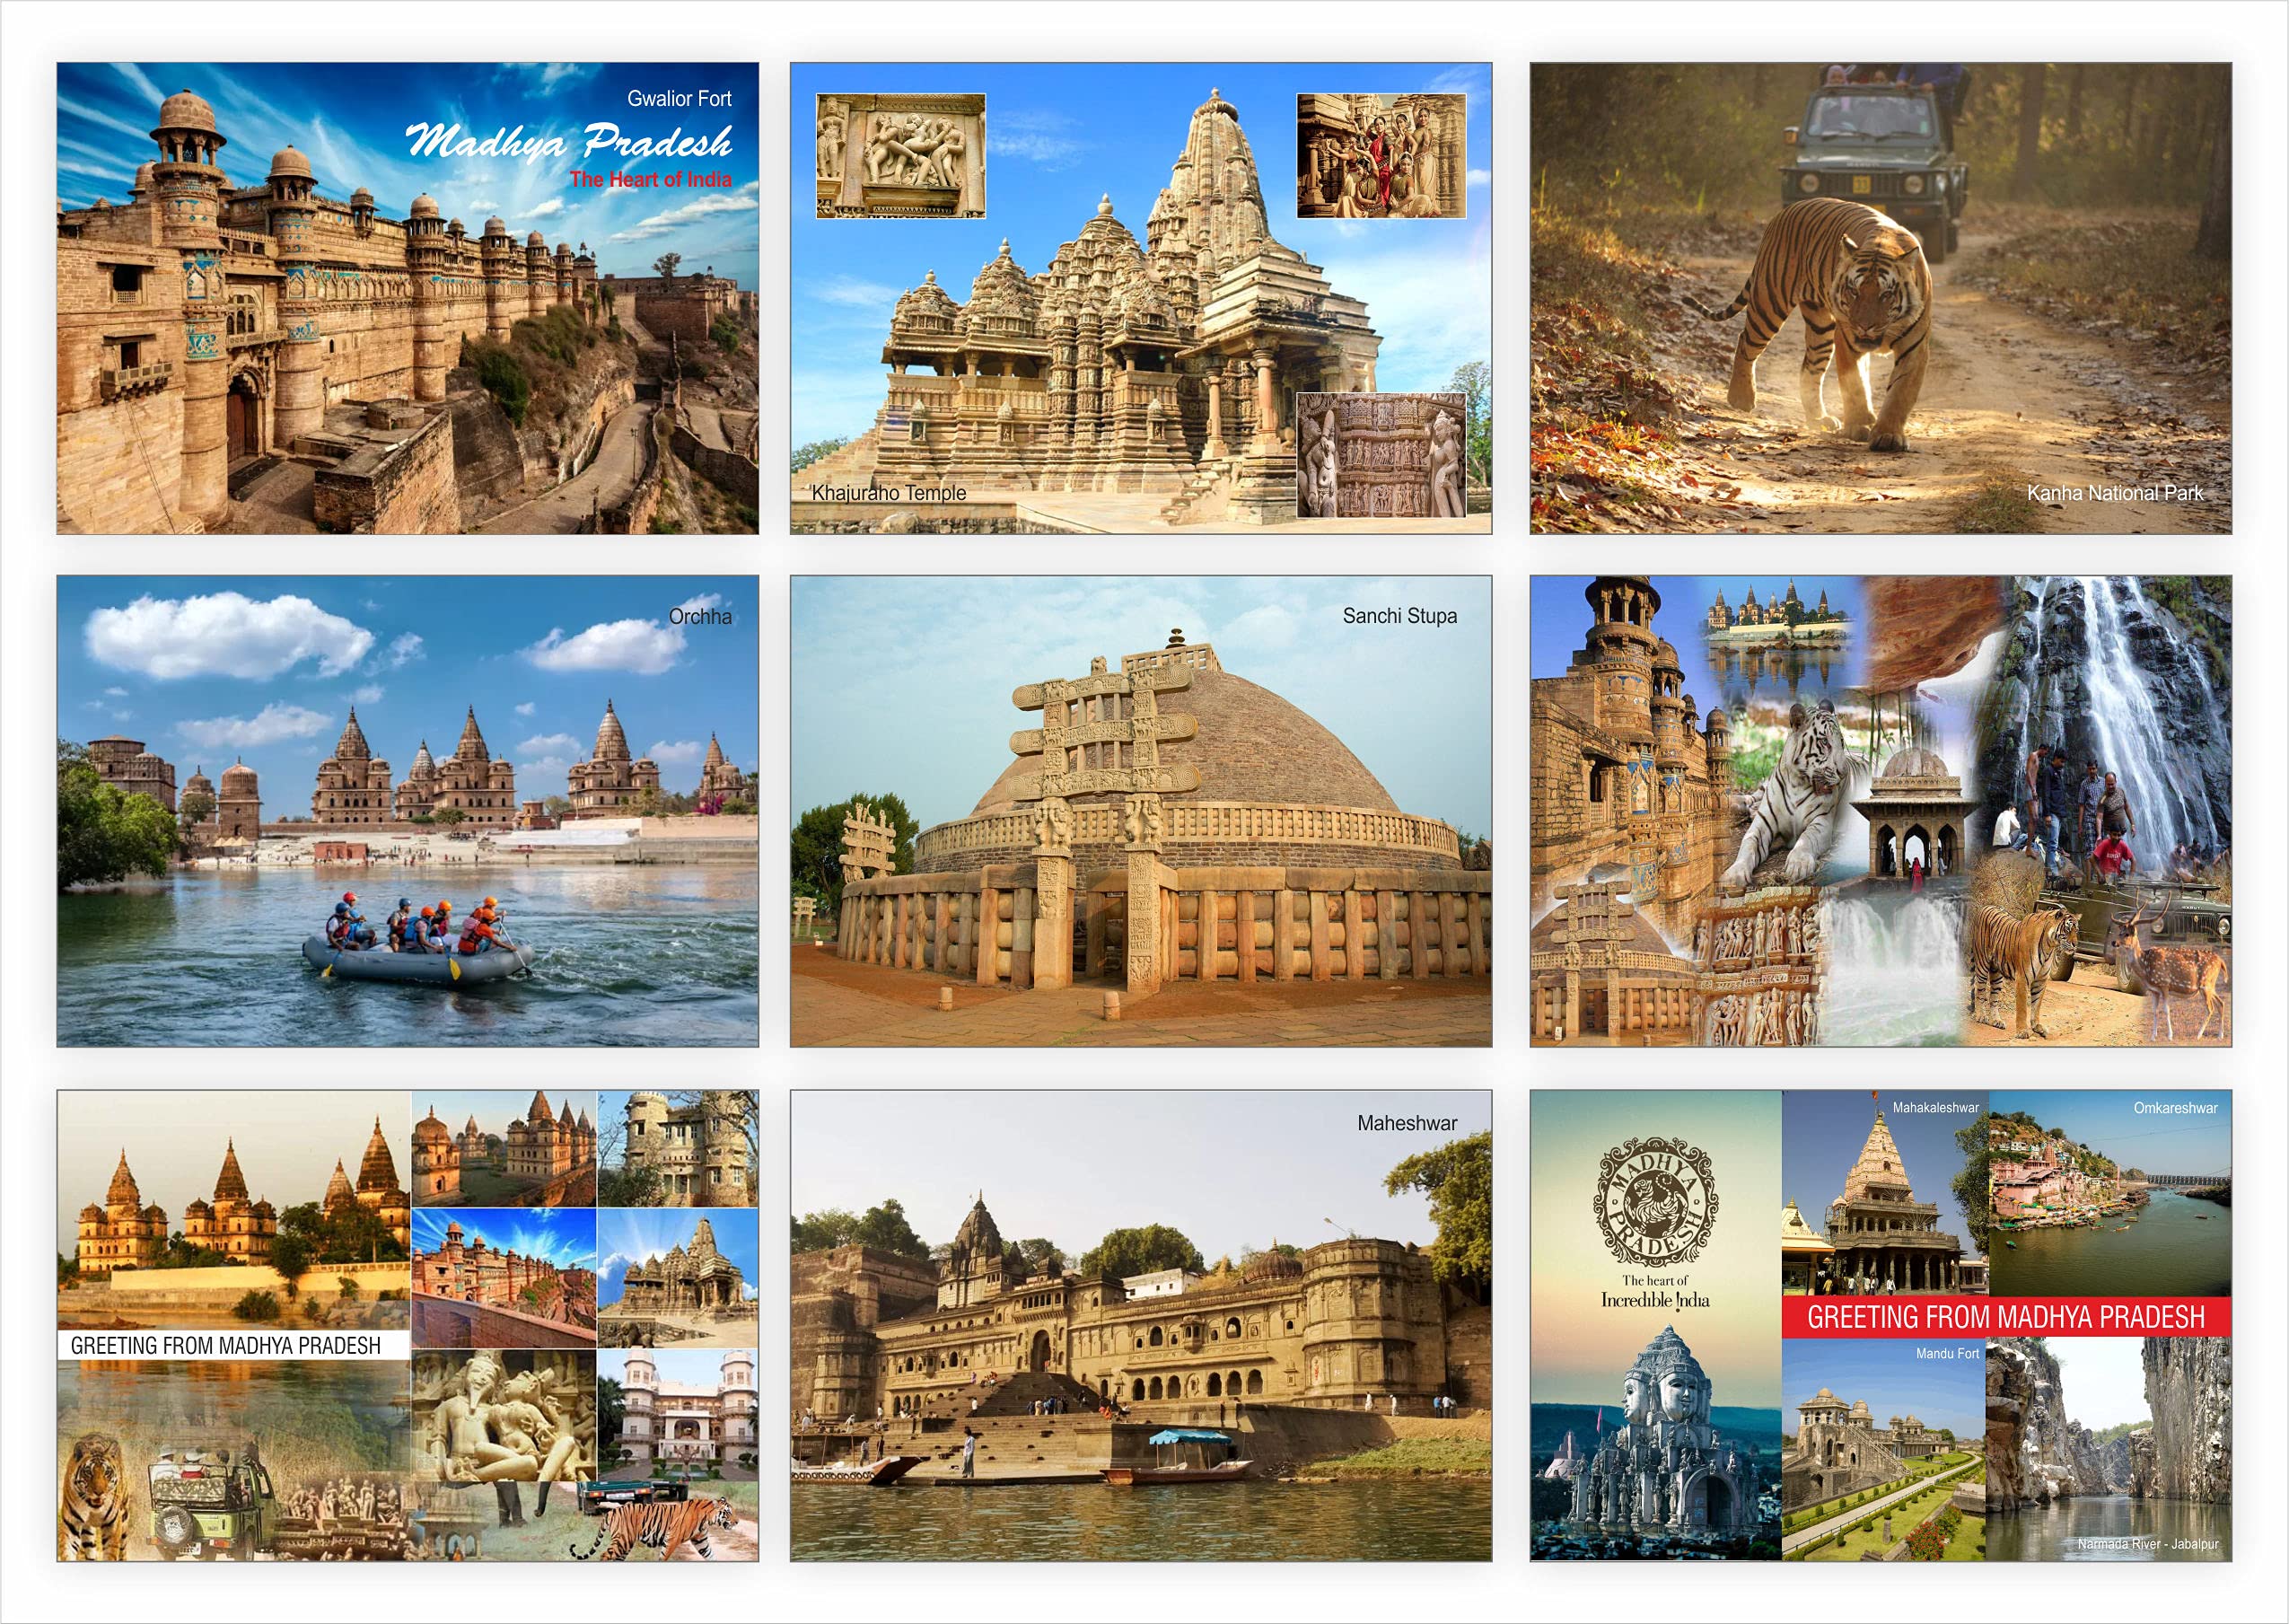 Gwalior Fort
Madhya Pradesh
The Heart of India
Khajuraho Temple
Kanha National Park
Orchha
Sanchi Stupa
GREETING FROM MADHYA PRADESH
Maheshwar
MADHYA PRADESH
The heart of
Incredible !ndia
Mahakaleshwar
Omkareshwar
GREETING FROM MADHYA PRADESH
Mandu Fort
Narmada River - Jabalpur